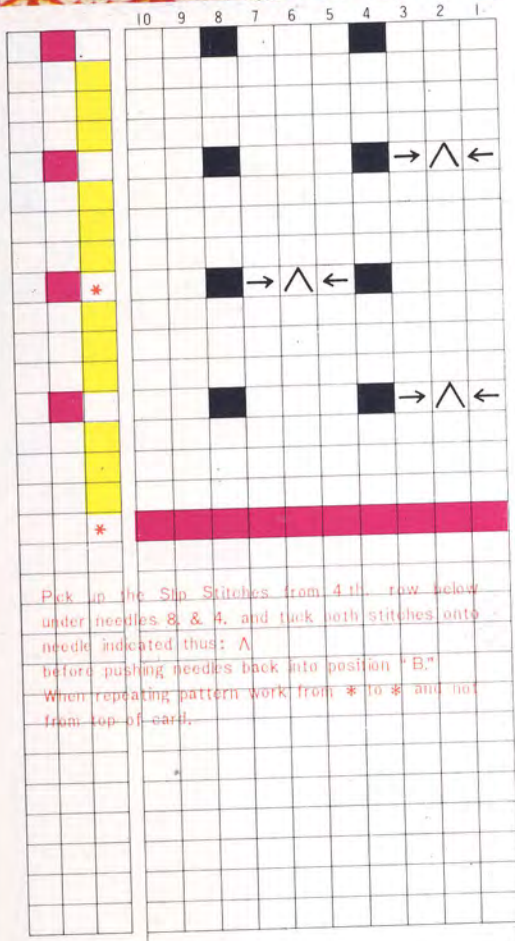 10 9 8 7 6 5 4 3 2 1
→ ∧ ←
* → ∧ ←
→ ∧ ←
*
Pick up the Slip Stitches from 4 th. row below
under needles 8. & 4. and tuck both stitches onto
needle indicated thus: ∧
before pushing needles back into position "B."
When repeating pattern work from * to * and not
from top of card.